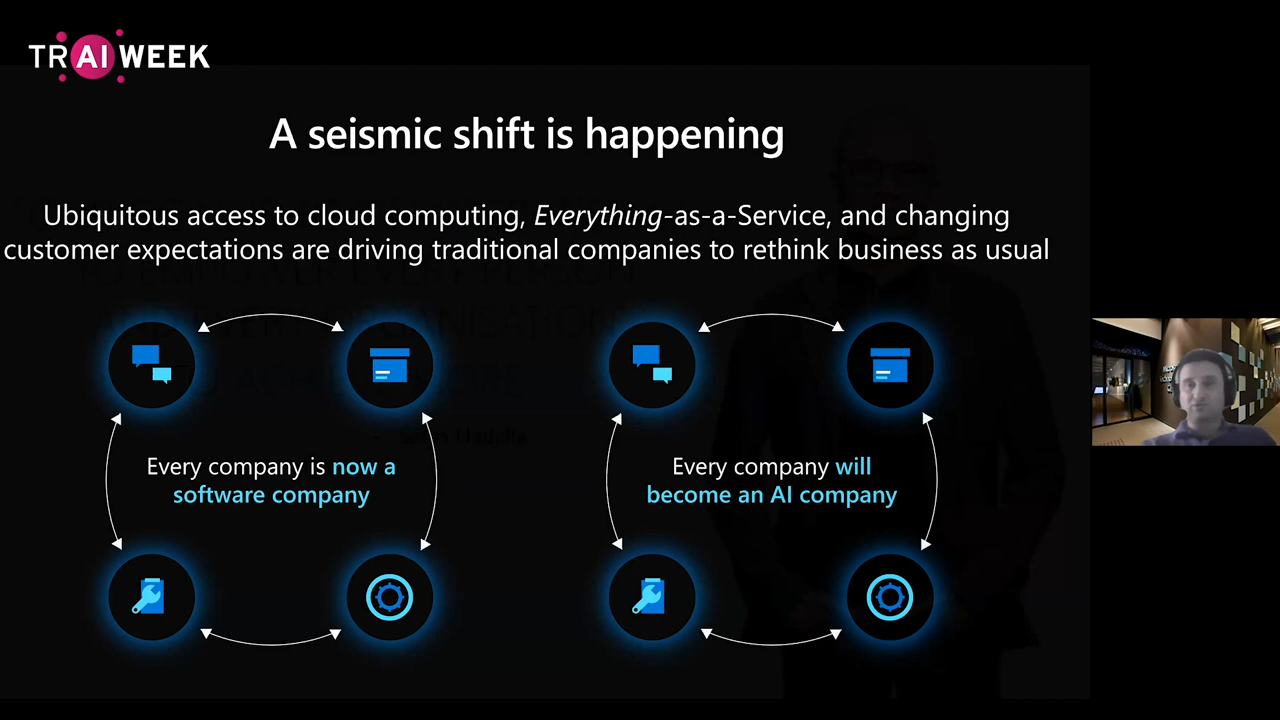 TRAI WEEK
A seismic shift is happening
Ubiquitous access to cloud computing, Everything-as-a-Service, and changing
customer expectations are driving traditional companies to rethink business as usual
Every company is now a
software company
Every company will
become an AI company